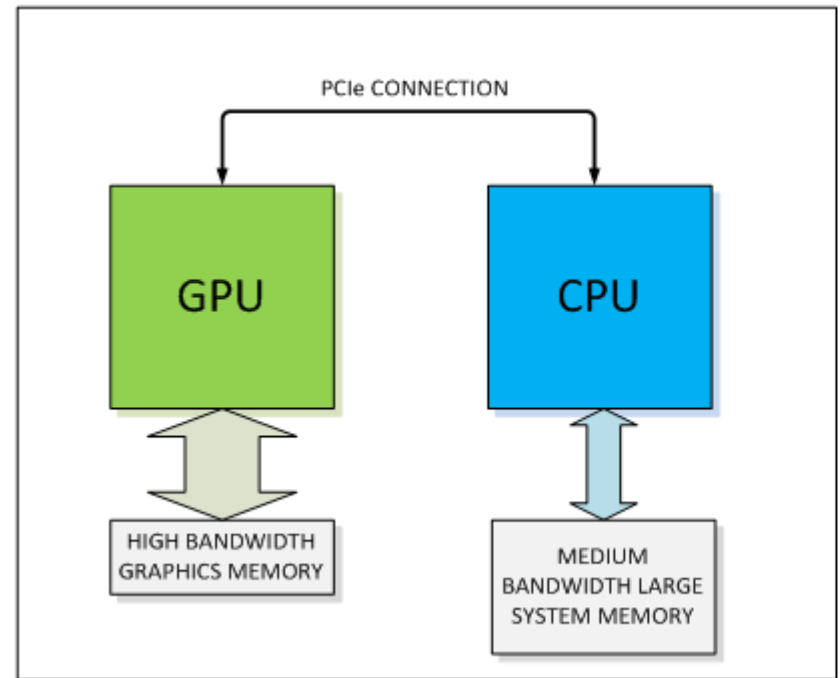 PCIe CONNECTION
GPU
CPU
HIGH BANDWIDTH
GRAPHICS MEMORY
MEDIUM
BANDWIDTH LARGE
SYSTEM MEMORY